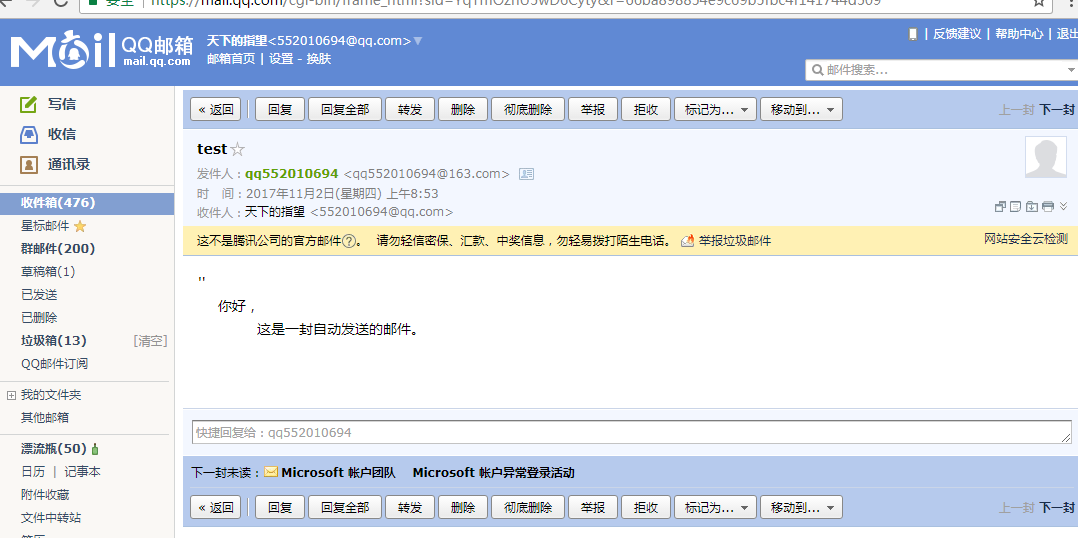 安全 https://mail.qq.com/cgi-bin/frame_html?sid=
Mail QQ邮箱 mail.qq.com
天下的指望<552010694@qq.com>
邮箱首页 | 设置 - 换肤
| 反馈建议 | 帮助中心 | 退出
邮件搜索...
写信
收信
通讯录
收件箱(476)
星标邮件
群邮件(200)
草稿箱(1)
已发送
已删除
垃圾箱(13) [清空]
QQ邮件订阅
我的文件夹
其他邮箱
漂流瓶(50)
日历 | 记事本
附件收藏
文件中转站
« 返回 回复 回复全部 转发 删除 彻底删除 举报 拒收 标记为... 移动到... 上一封 下一封
test
发件人：qq552010694 <qq552010694@163.com>
时 间：2017年11月2日(星期四) 上午8:53
收件人：天下的指望 <552010694@qq.com>
这不是腾讯公司的官方邮件?。 请勿轻信密保、汇款、中奖信息，勿轻易拨打陌生电话。 举报垃圾邮件 网站安全云检测
"
你好，
这是一封自动发送的邮件。
快捷回复给：qq552010694
下一封未读： Microsoft 帐户团队 Microsoft 帐户异常登录活动
« 返回 回复 回复全部 转发 删除 彻底删除 举报 拒收 标记为... 移动到... 上一封 下一封